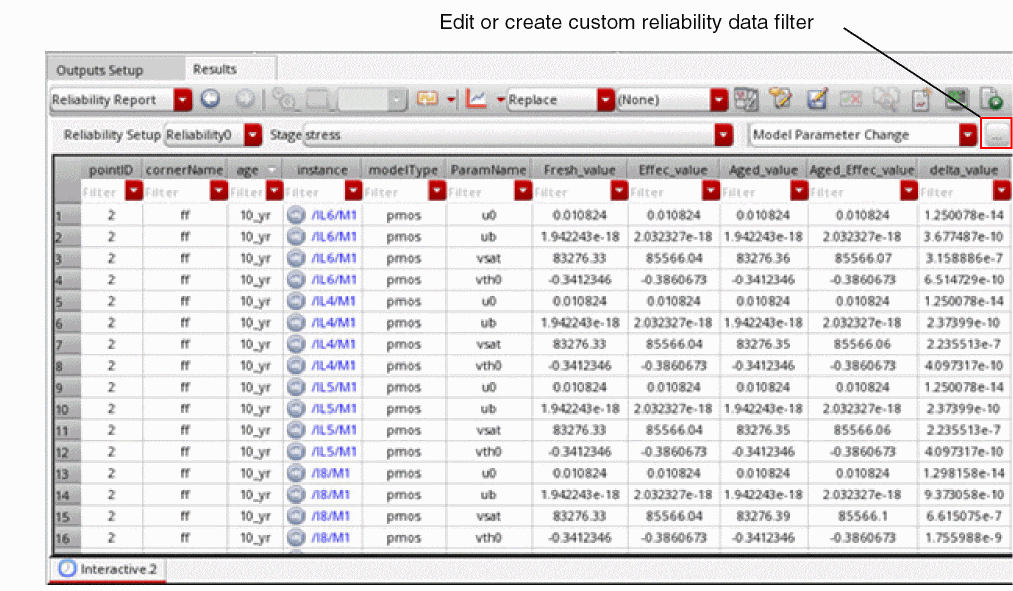 Edit or create custom reliability data filter
Outputs Setup Results
Reliability Report Replace (None)
Reliability Setup Reliability0 Stage stress Model Parameter Change ...
pointID cornerName age instance modelType ParamName Fresh_value Effec_value Aged_value Aged_Effec_value delta_value
Filter Filter Filter Filter Filter Filter Filter Filter Filter Filter Filter
1 2 ff 10_yr /IL6/M1 pmos u0 0.010824 0.010824 0.010824 0.010824 1.250078e-14
2 2 ff 10_yr /IL6/M1 pmos ub 1.942243e-18 2.032327e-18 1.942243e-18 2.032327e-18 3.677487e-10
3 2 ff 10_yr /IL6/M1 pmos vsat 83276.33 85566.04 83276.36 85566.07 3.158886e-7
4 2 ff 10_yr /IL6/M1 pmos vth0 -0.3412346 -0.3860673 -0.3412346 -0.3860673 6.514729e-10
5 2 ff 10_yr /IL4/M1 pmos u0 0.010824 0.010824 0.010824 0.010824 1.250078e-14
6 2 ff 10_yr /IL4/M1 pmos ub 1.942243e-18 2.032327e-18 1.942243e-18 2.032327e-18 2.37399e-10
7 2 ff 10_yr /IL4/M1 pmos vsat 83276.33 85566.04 83276.35 85566.06 2.235513e-7
8 2 ff 10_yr /IL4/M1 pmos vth0 -0.3412346 -0.3860673 -0.3412346 -0.3860673 4.097317e-10
9 2 ff 10_yr /IL5/M1 pmos u0 0.010824 0.010824 0.010824 0.010824 1.250078e-14
10 2 ff 10_yr /IL5/M1 pmos ub 1.942243e-18 2.032327e-18 1.942243e-18 2.032327e-18 2.37399e-10
11 2 ff 10_yr /IL5/M1 pmos vsat 83276.33 85566.04 83276.35 85566.06 2.235513e-7
12 2 ff 10_yr /IL5/M1 pmos vth0 -0.3412346 -0.3860673 -0.3412346 -0.3860673 4.097317e-10
13 2 ff 10_yr /I8/M1 pmos u0 0.010824 0.010824 0.010824 0.010824 1.298158e-14
14 2 ff 10_yr /I8/M1 pmos ub 1.942243e-18 2.032327e-18 1.942243e-18 2.032327e-18 9.373058e-10
15 2 ff 10_yr /I8/M1 pmos vsat 83276.33 85566.04 83276.39 85566.1 6.615075e-7
16 2 ff 10_yr /I8/M1 pmos vth0 -0.3412346 -0.3860673 -0.3412346 -0.3860673 1.755988e-9
Interactive.2